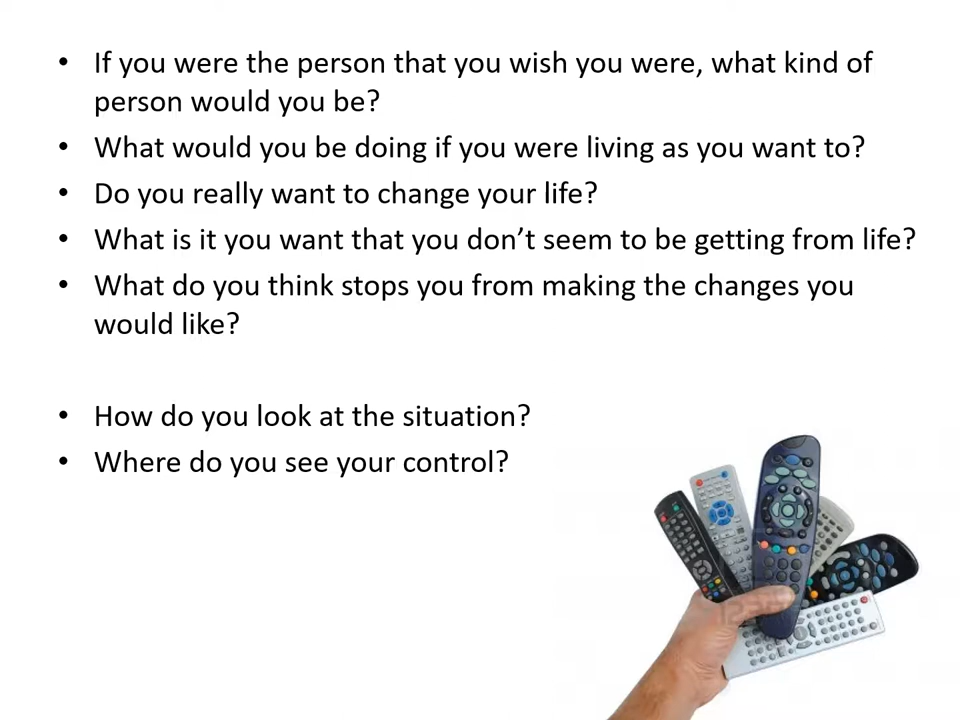 • If you were the person that you wish you were, what kind of
person would you be?
• What would you be doing if you were living as you want to?
• Do you really want to change your life?
• What is it you want that you don’t seem to be getting from life?
• What do you think stops you from making the changes you
would like?
• How do you look at the situation?
• Where do you see your control?